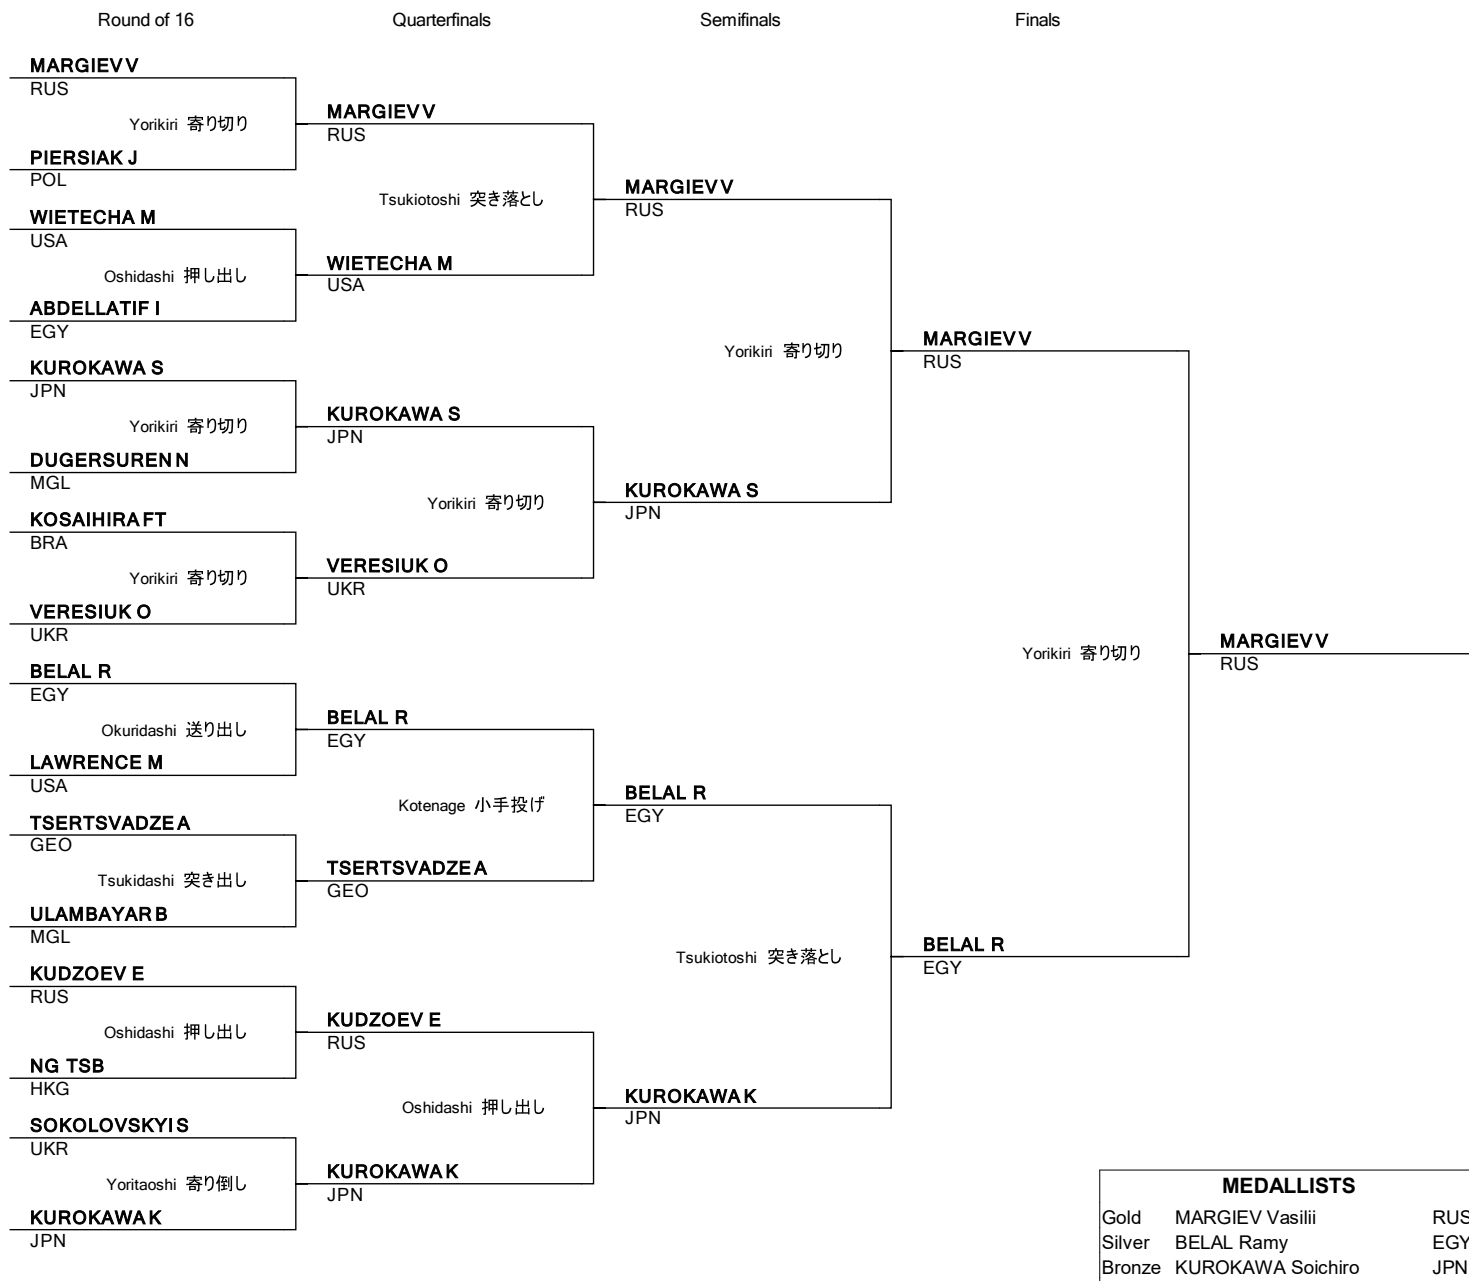 Round of 16 Quarterfinals Semifinals Finals
MARGIEV V
RUS
Yorikiri 寄り切り
PIERSIAK J
POL
WIETECHA M
USA
Oshidashi 押し出し
ABDELLATIF I
EGY
KUROKAWA S
JPN
Yorikiri 寄り切り
DUGERSUREN N
MGL
KOSAIHIRA FT
BRA
Yorikiri 寄り切り
VERESIUK O
UKR
BELAL R
EGY
Okuridashi 送り出し
LAWRENCE M
USA
TSERTSVADZE A
GEO
Tsukidashi 突き出し
ULAMBAYAR B
MGL
KUDZOEV E
RUS
Oshidashi 押し出し
NG TSB
HKG
SOKOLOVSKYI S
UKR
Yoritaoshi 寄り倒し
KUROKAWA K
JPN
MARGIEV V
RUS
Tsukiotoshi 突き落とし
WIETECHA M
USA
KUROKAWA S
JPN
Yorikiri 寄り切り
VERESIUK O
UKR
BELAL R
EGY
Kotenage 小手投げ
TSERTSVADZE A
GEO
KUDZOEV E
RUS
Oshidashi 押し出し
KUROKAWA K
JPN
MARGIEV V
RUS
Yorikiri 寄り切り
KUROKAWA S
JPN
BELAL R
EGY
Tsukiotoshi 突き落とし
KUROKAWA K
JPN
MARGIEV V
RUS
Yorikiri 寄り切り
BELAL R
EGY
MARGIEV V
RUS
MEDALLISTS
Gold MARGIEV Vasilii RUS
Silver BELAL Ramy EGY
Bronze KUROKAWA Soichiro JPN